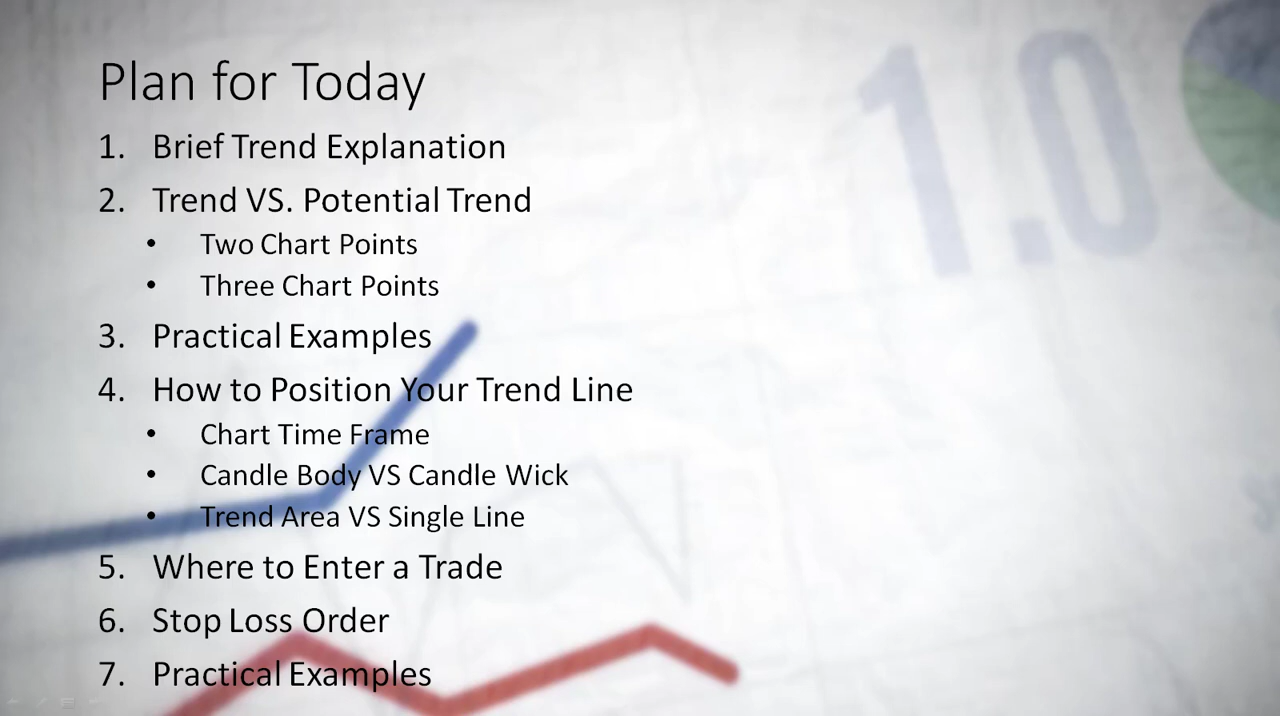 Plan for Today
1. Brief Trend Explanation
2. Trend VS. Potential Trend
• Two Chart Points
• Three Chart Points
3. Practical Examples
4. How to Position Your Trend Line
• Chart Time Frame
• Candle Body VS Candle Wick
• Trend Area VS Single Line
5. Where to Enter a Trade
6. Stop Loss Order
7. Practical Examples
1.0